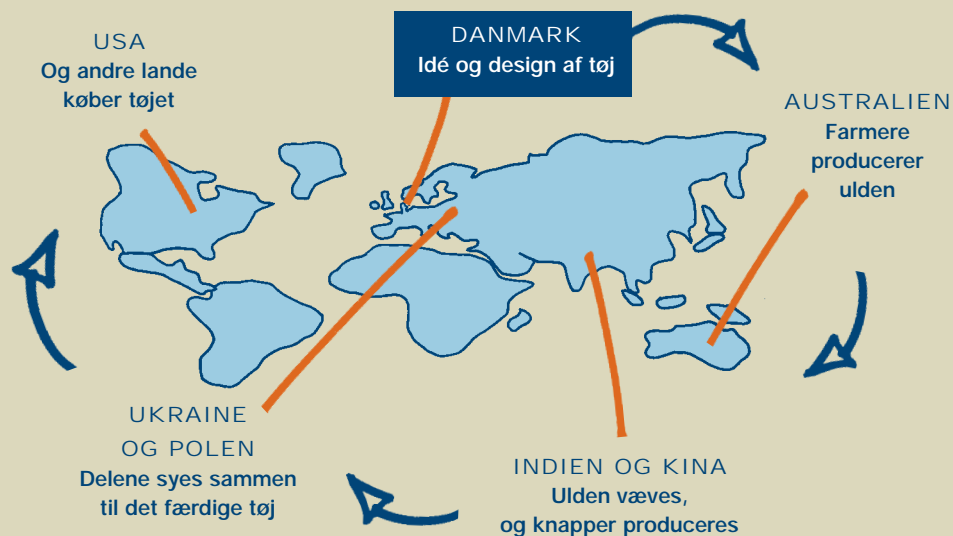 DANMARK
Idé og design af tøj
AUSTRALIEN
Farmere
producerer
ulden
INDIEN OG KINA
Ulden væves,
og knapper produceres
UKRAINE
OG POLEN
Delene syes sammen
til det færdige tøj
USA
Og andre lande
køber tøjet